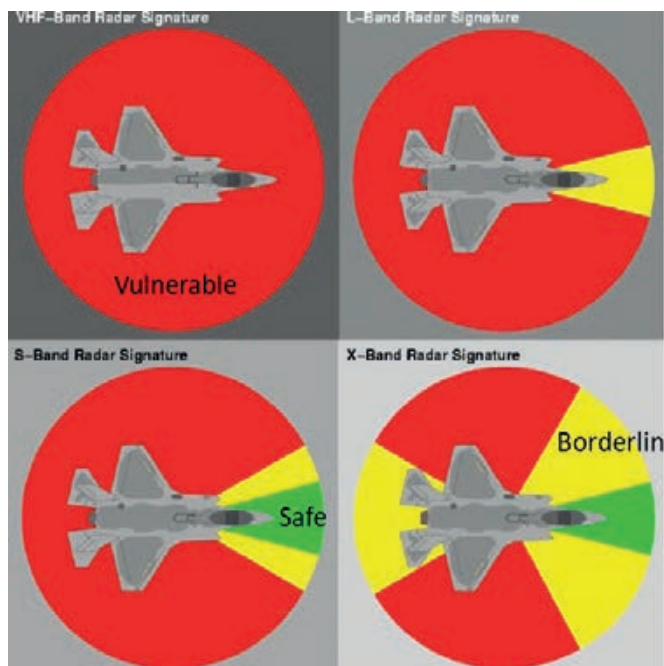 VHF-Band Radar Signature
L-Band Radar Signature
Vulnerable
S-Band Radar Signature
X-Band Radar Signature
Safe
Borderlin